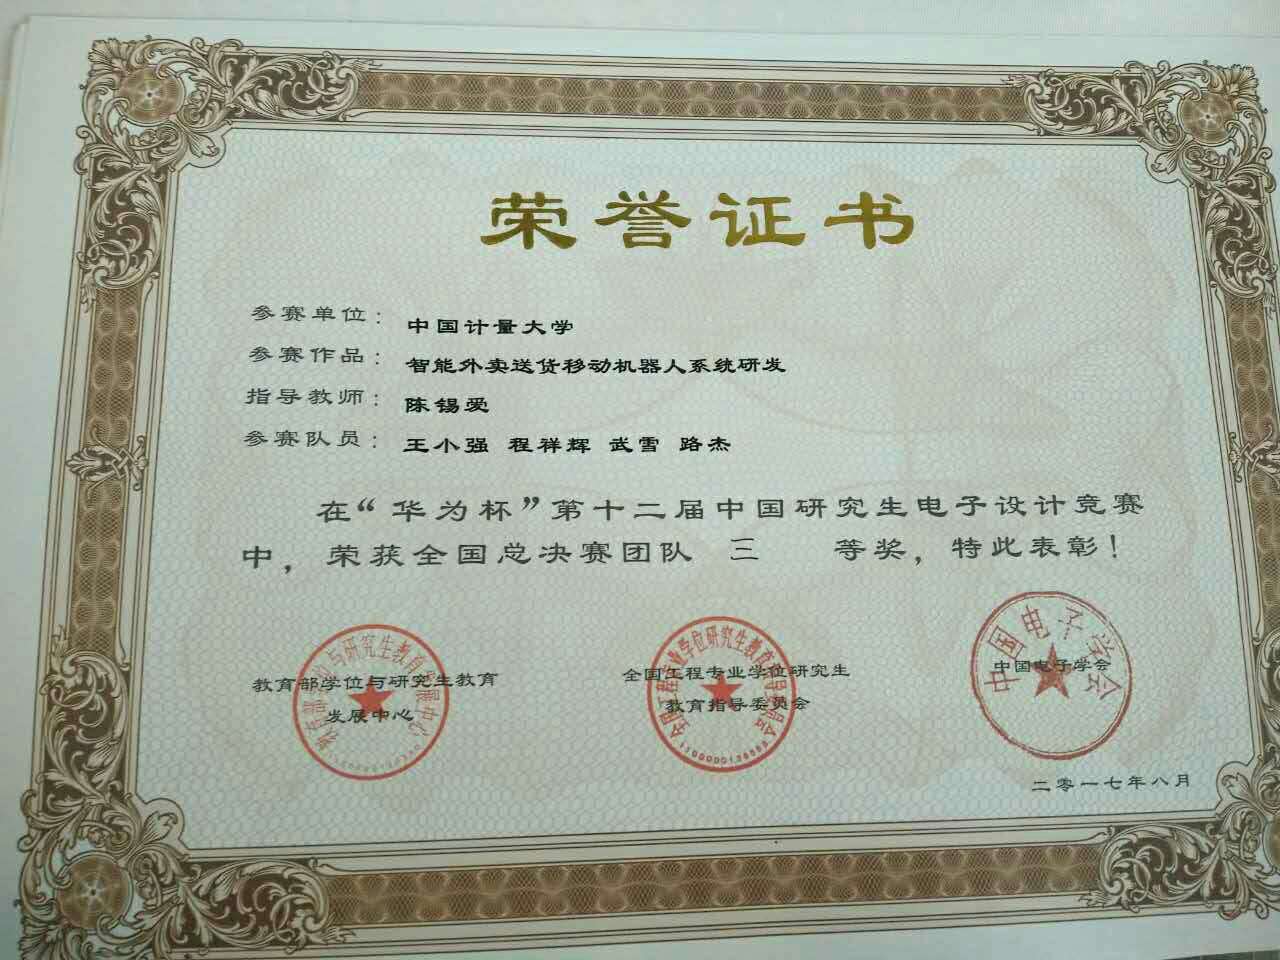 荣誉证书
参赛单位：中国计量大学
参赛作品：智能外卖送货移动机器人系统研发
指导教师：陈锡爱
参赛队员：王小强 程祥辉 武雪 路杰
在“华为杯”第十二届中国研究生电子设计竞赛
中，荣获全国总决赛团队 三 等奖，特此表彰！
教育部学位与研究生教育
发展中心
全国工程专业学位研究生
教育指导委员会
中国电子学会
中国电子学会
二零一七年八月